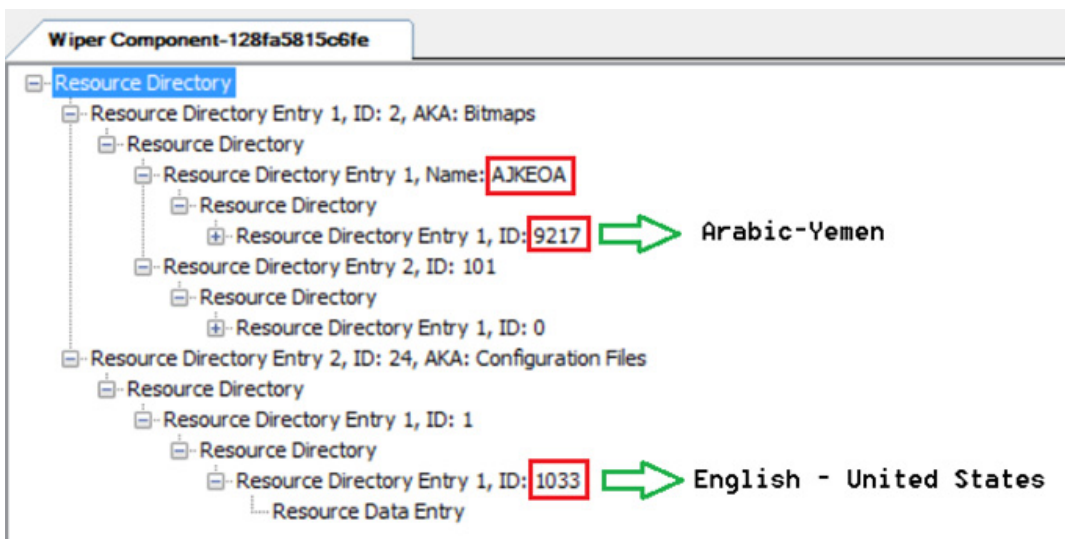 Wiper Component-128fa5815c6fe
Resource Directory
Resource Directory Entry 1, ID: 2, AKA: Bitmaps
Resource Directory
Resource Directory Entry 1, Name: AJKEOA
Resource Directory
Resource Directory Entry 1, ID: 9217 Arabic-Yemen
Resource Directory Entry 2, ID: 101
Resource Directory
Resource Directory Entry 1, ID: 0
Resource Directory Entry 2, ID: 24, AKA: Configuration Files
Resource Directory
Resource Directory Entry 1, ID: 1
Resource Directory
Resource Directory Entry 1, ID: 1033 English - United States
Resource Data Entry